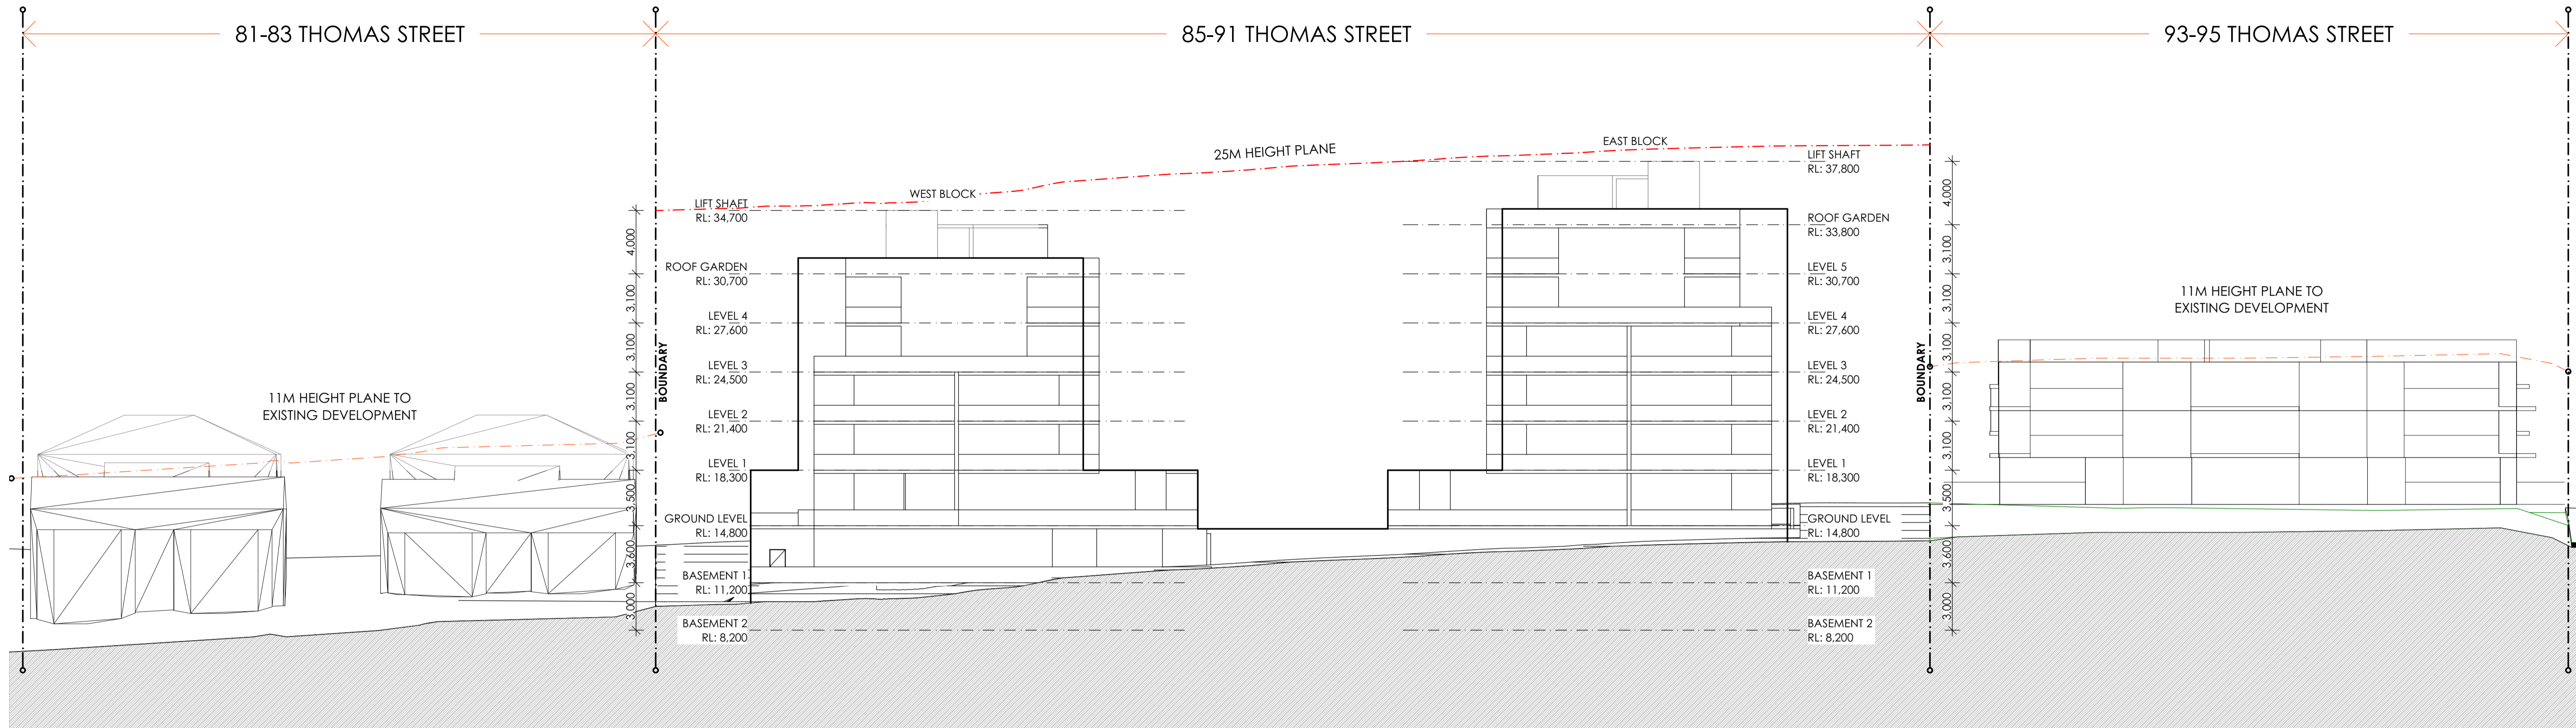 81-83 THOMAS STREET
85-91 THOMAS STREET
93-95 THOMAS STREET
25M HEIGHT PLANE
EAST BLOCK
WEST BLOCK
LIFT SHAFT
RL: 34,700
ROOF GARDEN
RL: 30,700
LEVEL 4
RL: 27,600
LEVEL 3
RL: 24,500
LEVEL 2
RL: 21,400
LEVEL 1
RL: 18,300
GROUND LEVEL
RL: 14,800
BASEMENT 1
RL: 11,200
BASEMENT 2
RL: 8,200
4,000
3,100
3,100
3,100
3,100
3,500
3,600
3,000
BOUNDARY
11M HEIGHT PLANE TO
EXISTING DEVELOPMENT
LIFT SHAFT
RL: 37,800
ROOF GARDEN
RL: 33,800
LEVEL 5
RL: 30,700
LEVEL 4
RL: 27,600
LEVEL 3
RL: 24,500
LEVEL 2
RL: 21,400
LEVEL 1
RL: 18,300
GROUND LEVEL
RL: 14,800
BASEMENT 1
RL: 11,200
BASEMENT 2
RL: 8,200
BOUNDARY
4,000
3,100
3,100
3,100
3,100
3,100
3,500
3,600
3,000
11M HEIGHT PLANE TO
EXISTING DEVELOPMENT